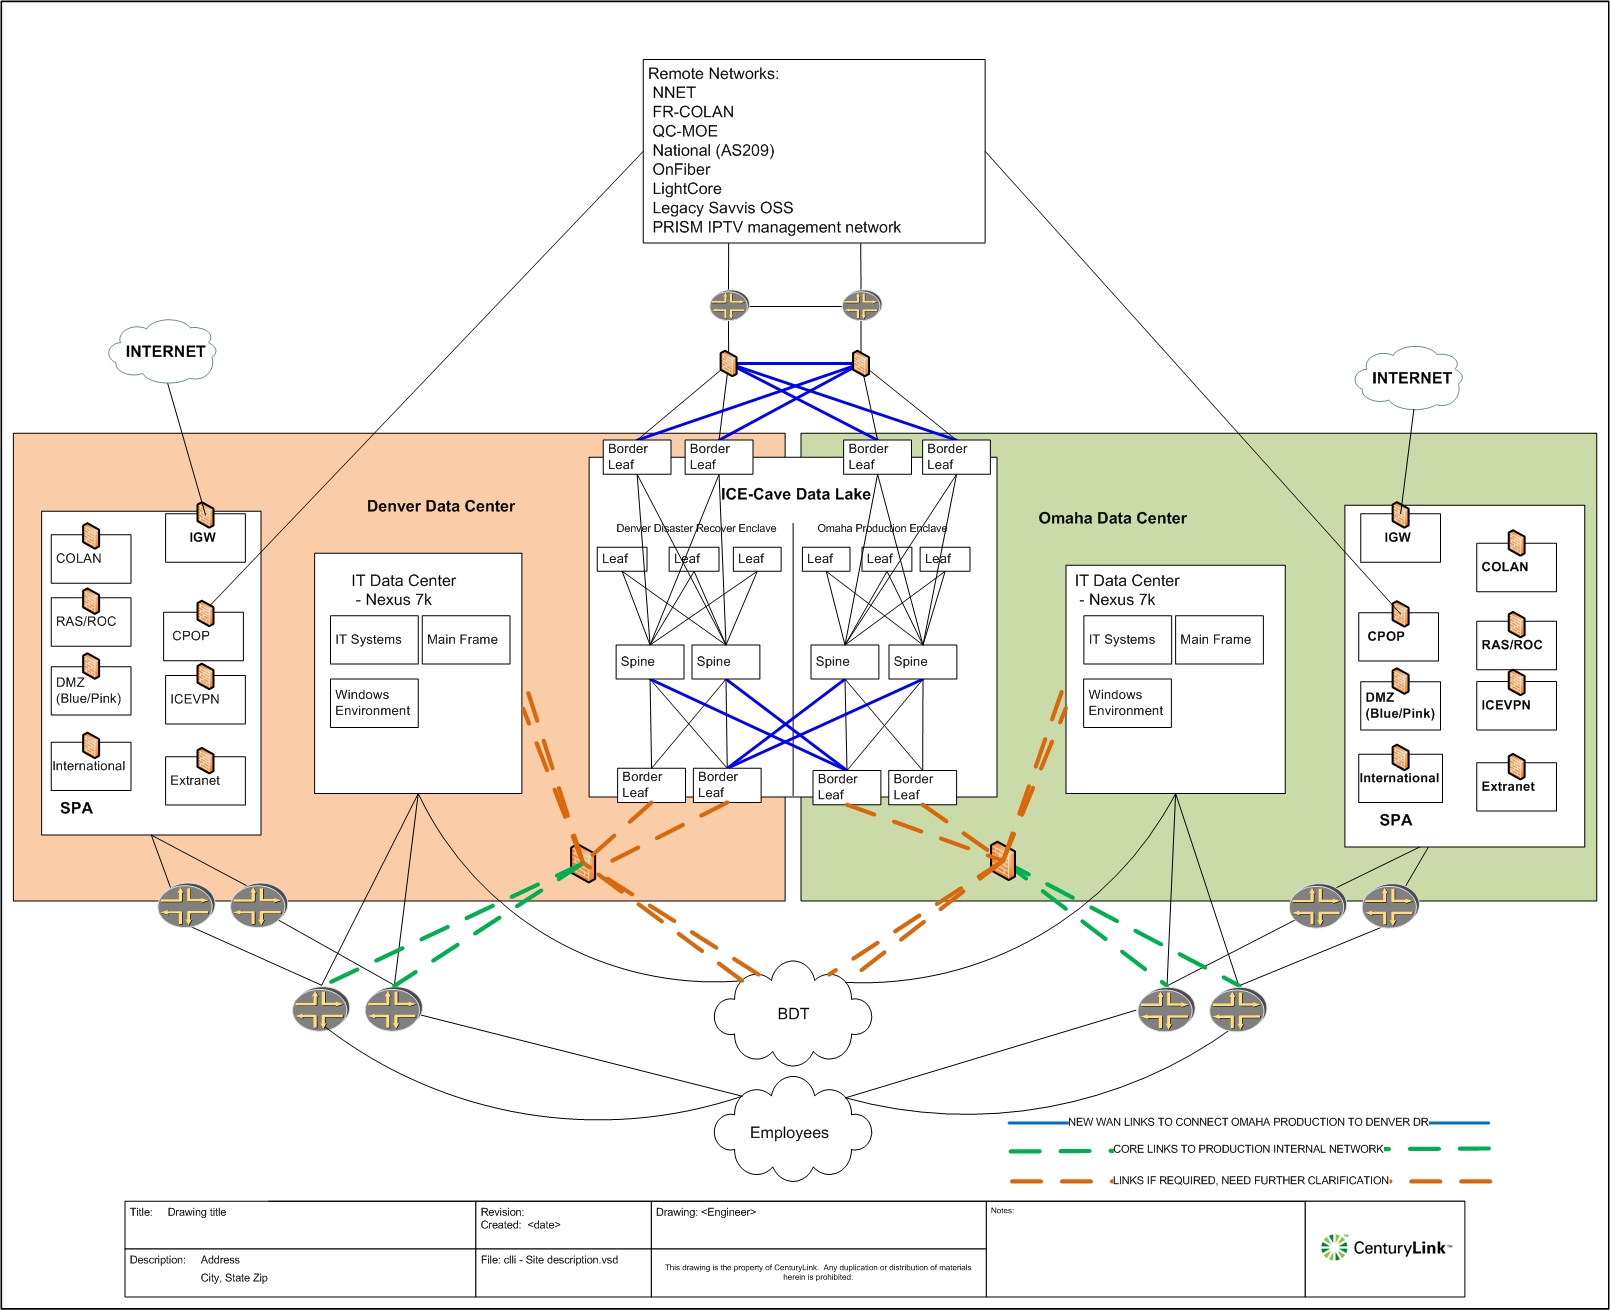 Remote Networks:
NNET
FR-COLAN
QC-MOE
National (AS209)
OnFiber
LightCore
Legacy Savvis OSS
PRISM IPTV management network
INTERNET
INTERNET
Border
Leaf
Border
Leaf
Border
Leaf
Border
Leaf
Denver Data Center
ICE-Cave Data Lake
Omaha Data Center
Denver Disaster Recover Enclave
Omaha Production Enclave
Leaf
Leaf
Leaf
Leaf
Leaf
Leaf
Spine
Spine
Spine
Spine
Border
Leaf
Border
Leaf
Border
Leaf
Border
Leaf
IGW
COLAN
RAS/ROC
CPOP
DMZ
(Blue/Pink)
ICEVPN
International
Extranet
SPA
IT Data Center
- Nexus 7k
IT Systems
Main Frame
Windows
Environment
IT Data Center
- Nexus 7k
IT Systems
Main Frame
Windows
Environment
IGW
COLAN
CPOP
RAS/ROC
DMZ
(Blue/Pink)
ICEVPN
International
Extranet
SPA
BDT
Employees
NEW WAN LINKS TO CONNECT OMAHA PRODUCTION TO DENVER DR
CORE LINKS TO PRODUCTION INTERNAL NETWORK
LINKS IF REQUIRED, NEED FURTHER CLARIFICATION
Title: Drawing title
Revision:
Created: <date>
Drawing: <Engineer>
Notes:
Description: Address
City, State Zip
File: clli - Site description.vsd
This drawing is the property of CenturyLink. Any duplication or distribution of materials
herein is prohibited.
CenturyLink™